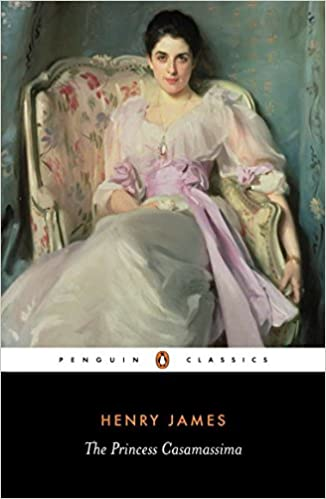 PENGUIN CLASSICS
HENRY JAMES
The Princess Casamassima